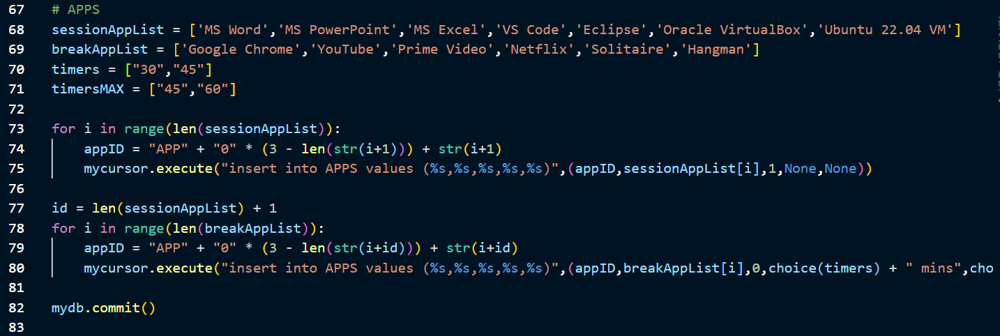 67 # APPS
68 sessionAppList = ['MS Word','MS PowerPoint','MS Excel','VS Code','Eclipse','Oracle VirtualBox','Ubuntu 22.04 VM']
69 breakAppList = ['Google Chrome','YouTube','Prime Video','Netflix','Solitaire','Hangman']
70 timers = ["30","45"]
71 timersMAX = ["45","60"]
72
73 for i in range(len(sessionAppList)):
74     appID = "APP" + "0" * (3 - len(str(i+1))) + str(i+1)
75     mycursor.execute("insert into APPS values (%s,%s,%s,%s,%s)",(appID,sessionAppList[i],1,None,None))
76
77 id = len(sessionAppList) + 1
78 for i in range(len(breakAppList)):
79     appID = "APP" + "0" * (3 - len(str(i+id))) + str(i+id)
80     mycursor.execute("insert into APPS values (%s,%s,%s,%s,%s)",(appID,breakAppList[i],0,choice(timers) + " mins",cho
81
82 mydb.commit()
83